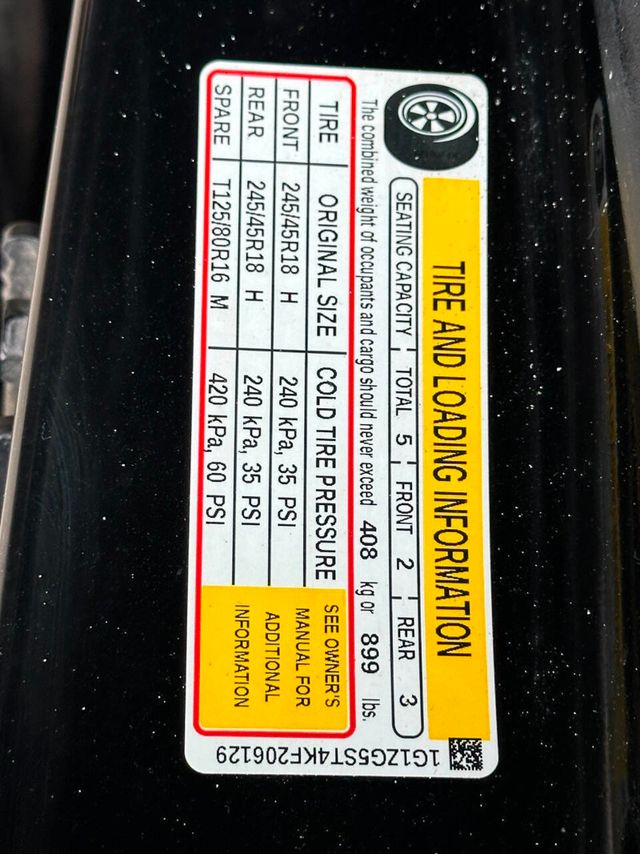 TIRE AND LOADING INFORMATION
SEATING CAPACITY TOTAL 5 FRONT 2 REAR 3
The combined weight of occupants and cargo should never exceed 408 kg or 899 lbs.
TIRE ORIGINAL SIZE COLD TIRE PRESSURE
FRONT 245/45R18 H 240 kPa, 35 PSI
REAR 245/45R18 H 240 kPa, 35 PSI
SPARE T125/80R16 M 420 kPa, 60 PSI
SEE OWNER'S
MANUAL FOR
ADDITIONAL
INFORMATION
1G1ZG5ST4KF206129